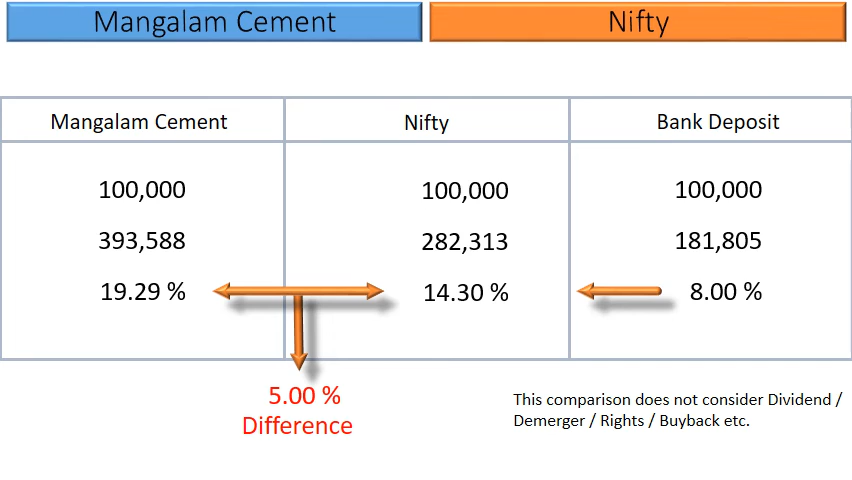 Mangalam Cement
Nifty
Mangalam Cement
Nifty
Bank Deposit
100,000
100,000
100,000
393,588
282,313
181,805
19.29 %
14.30 %
8.00 %
5.00 %
Difference
This comparison does not consider Dividend /
Demerger / Rights / Buyback etc.